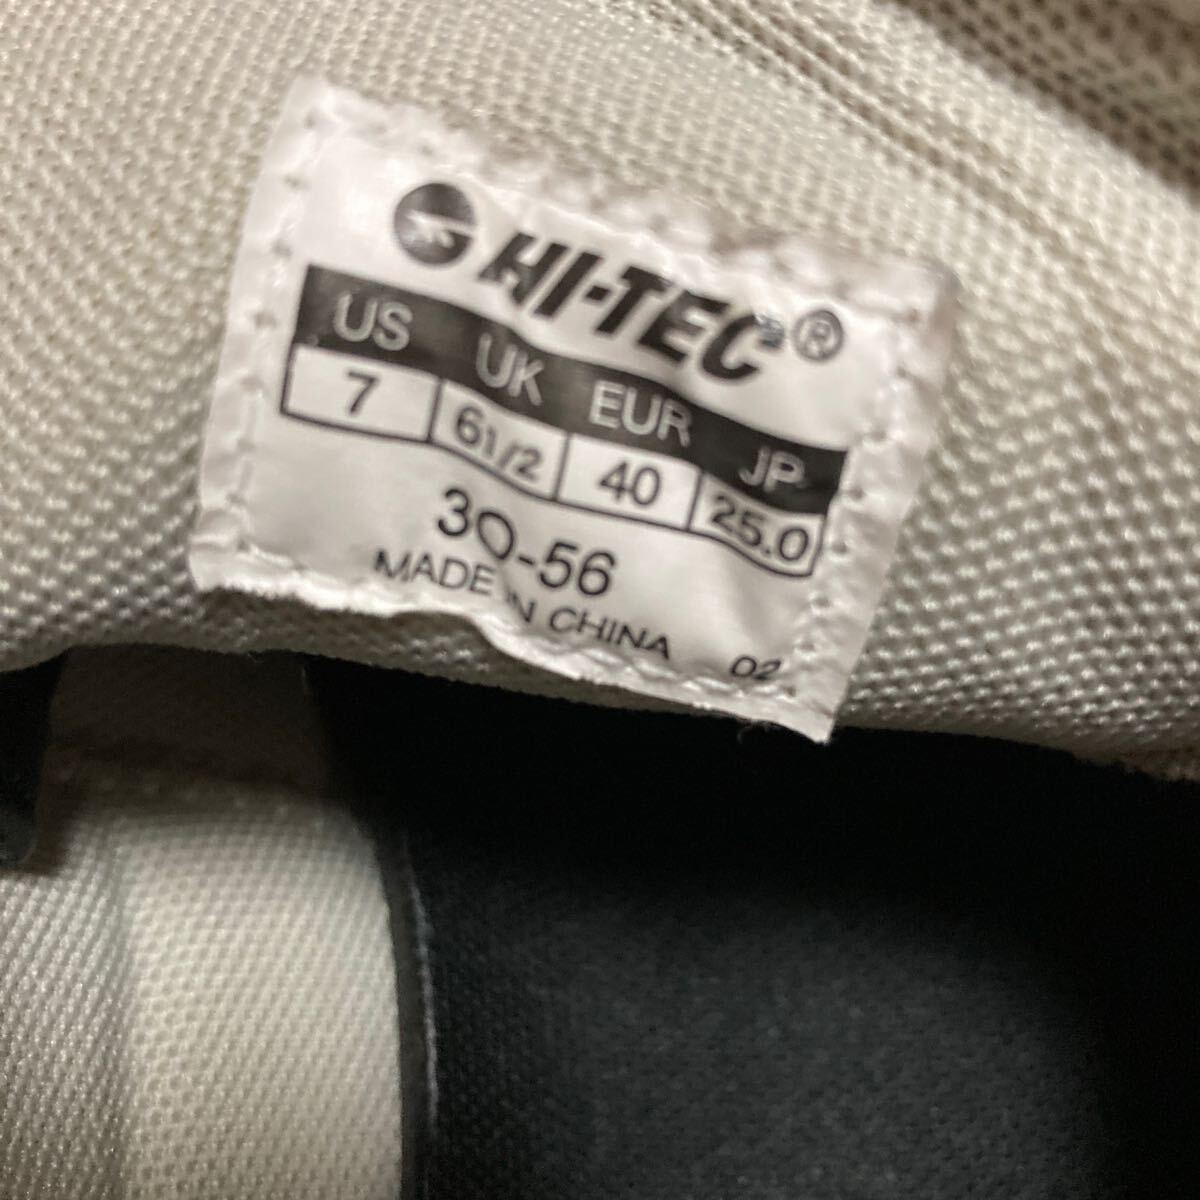 HI-TEC®
US UK EUR JP
7 6 1/2 40 25.0
30-56
MADE IN CHINA 02